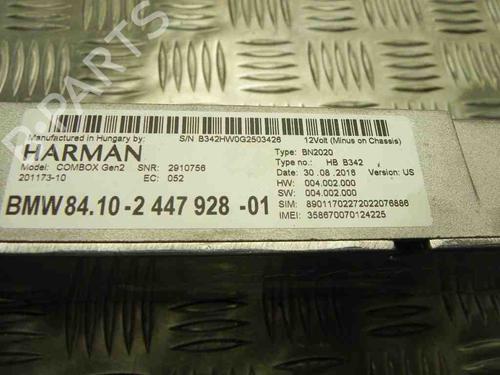 B-PARTS
Manufactured in Hungary by: S/N B342HW0G2503426 12Volt (Minus on Chassis)
HARMAN Type: BN2020
Model: COMBOX Gen2 SNR: 2910756 Type no.: HB B342
201173-10 EC: 052 Date: 30.08.2016 Version: US
HW: 004.002.000
SW: 004.002.000
BMW 84.10 - 2 447 928 - 01 SIM: 89011702272022076886
IMEI: 358670070124225